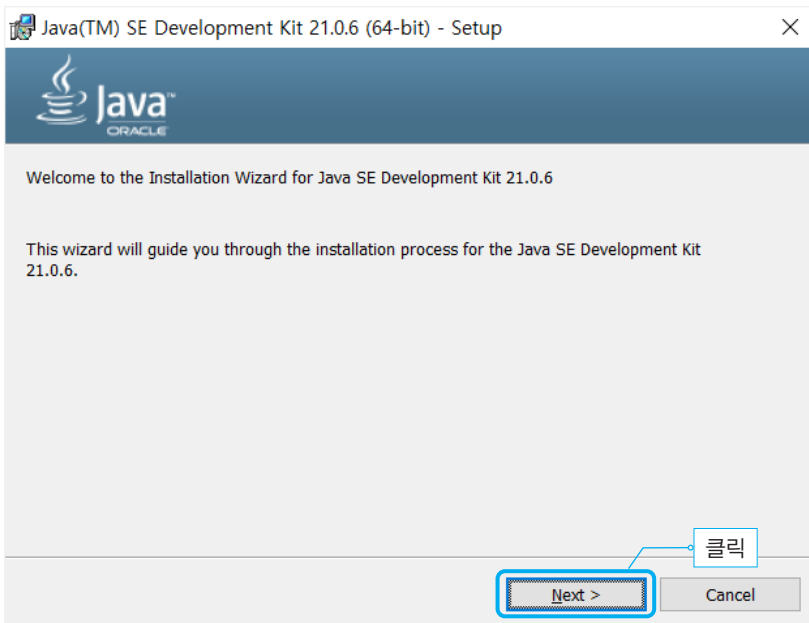 Java(TM) SE Development Kit 21.0.6 (64-bit) - Setup
Java™
ORACLE
Welcome to the Installation Wizard for Java SE Development Kit 21.0.6
This wizard will guide you through the installation process for the Java SE Development Kit
21.0.6.
클릭
Next >
Cancel